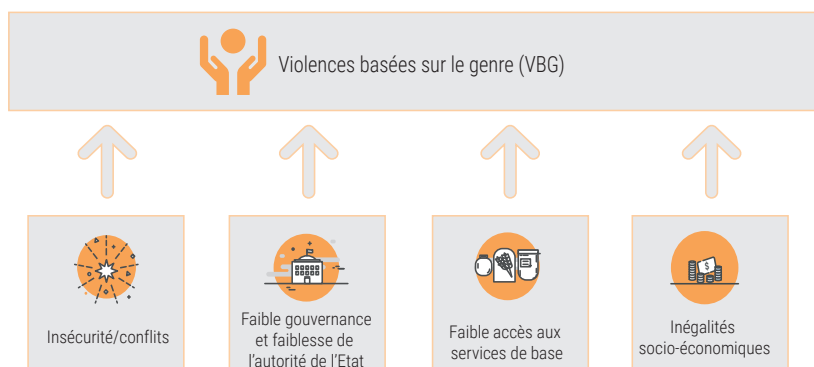 Violences basées sur le genre (VBG)
Insécurité/conflits
Faible gouvernance
et faiblesse de
l'autorité de l'Etat
Faible accès aux
services de base
$
Inégalités
socio-économiques